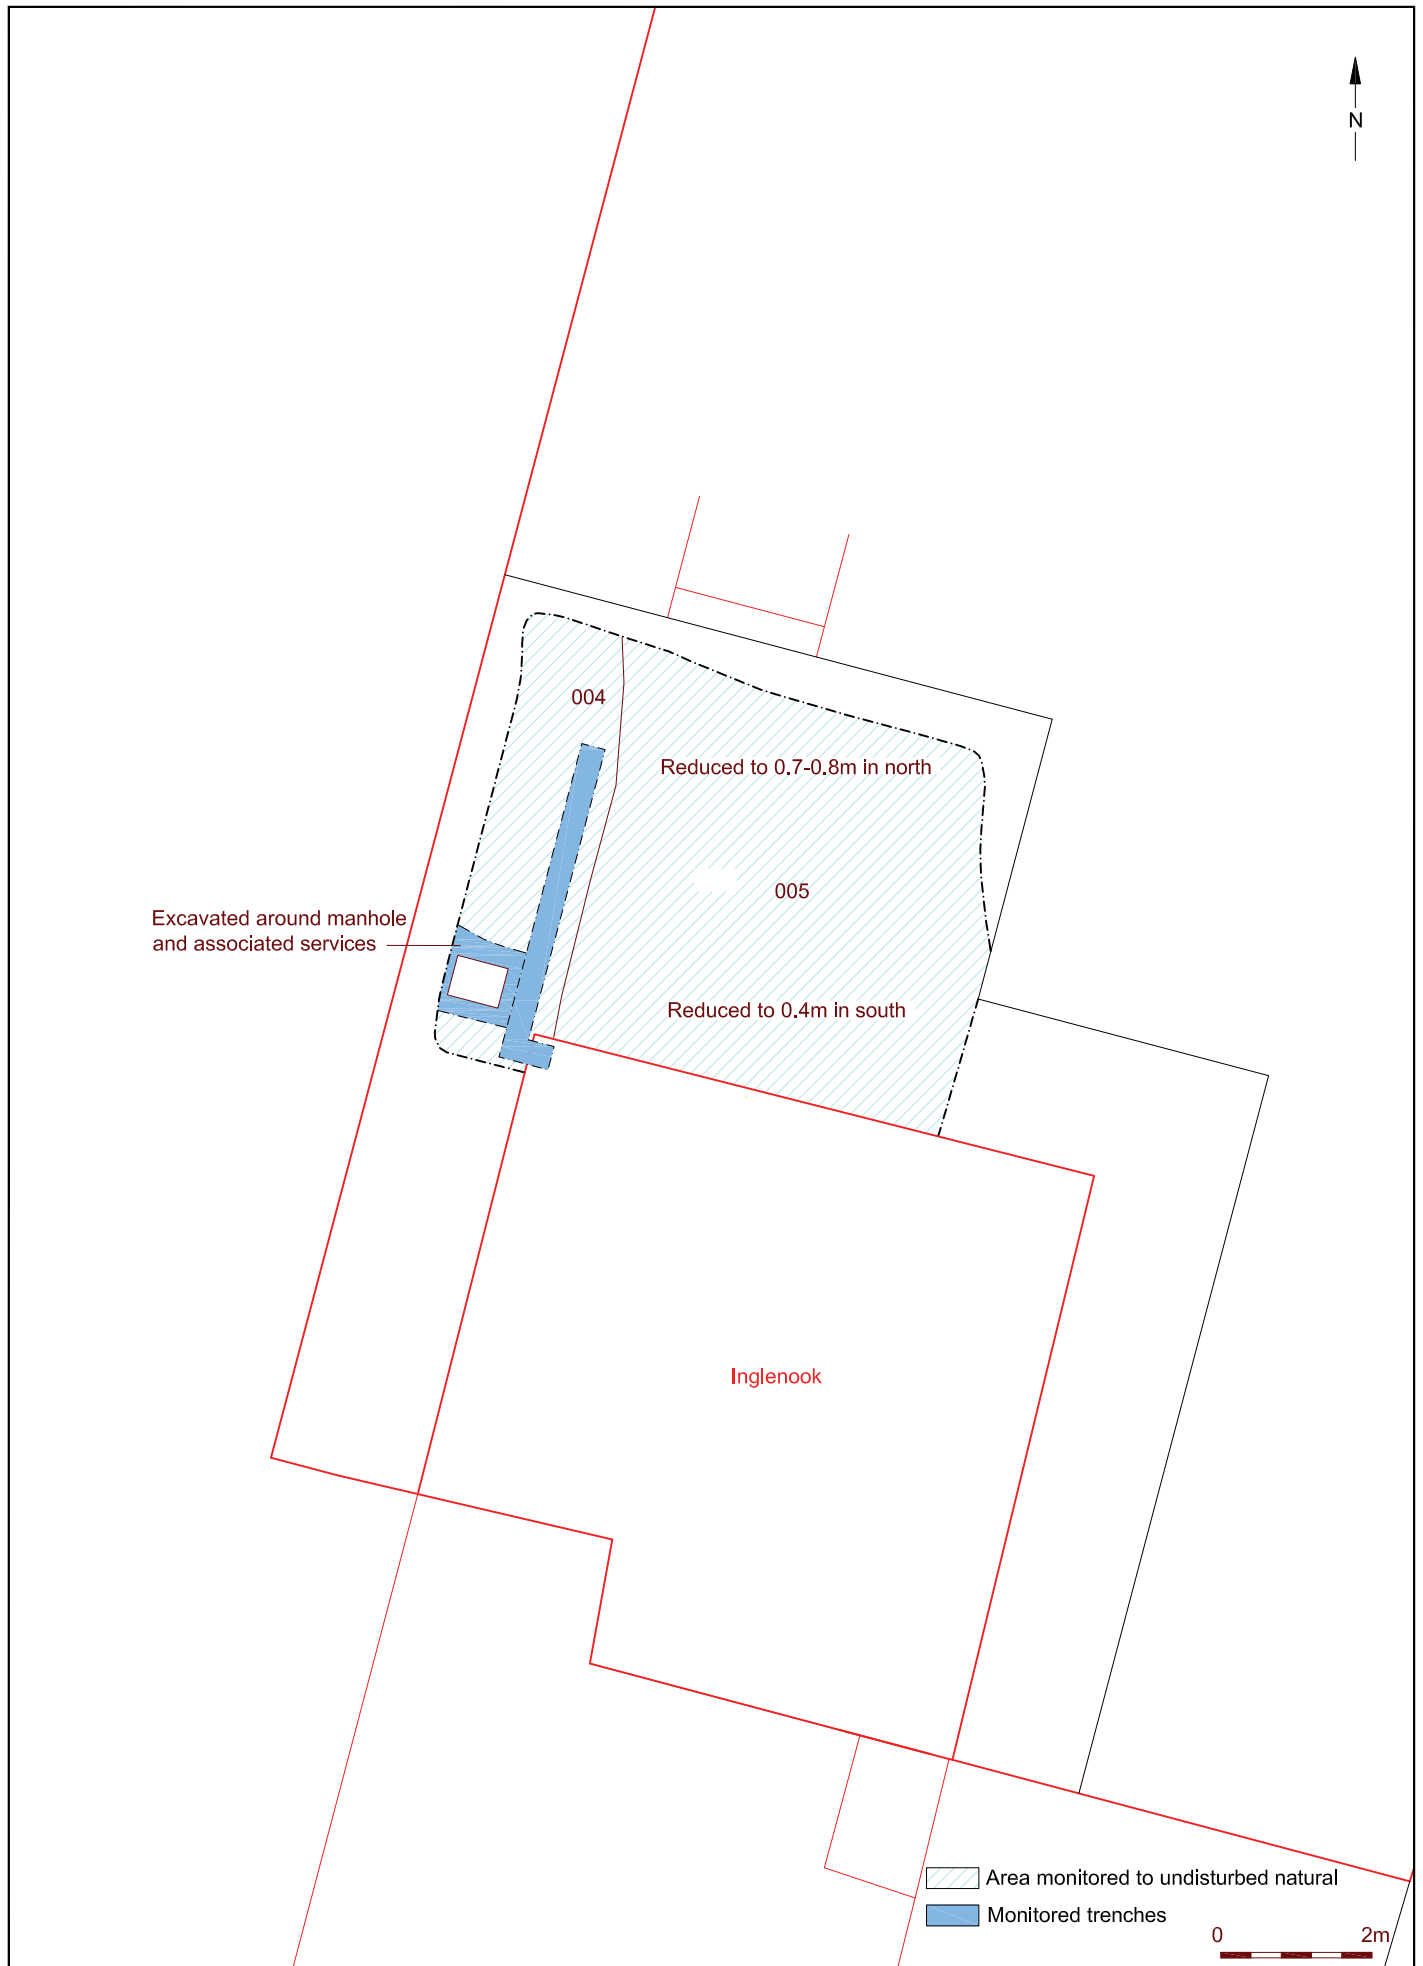 N
004
Reduced to 0.7-0.8m in north
005
Excavated around manhole
and associated services
Reduced to 0.4m in south
Inglenook
Area monitored to undisturbed natural
Monitored trenches
0 2m